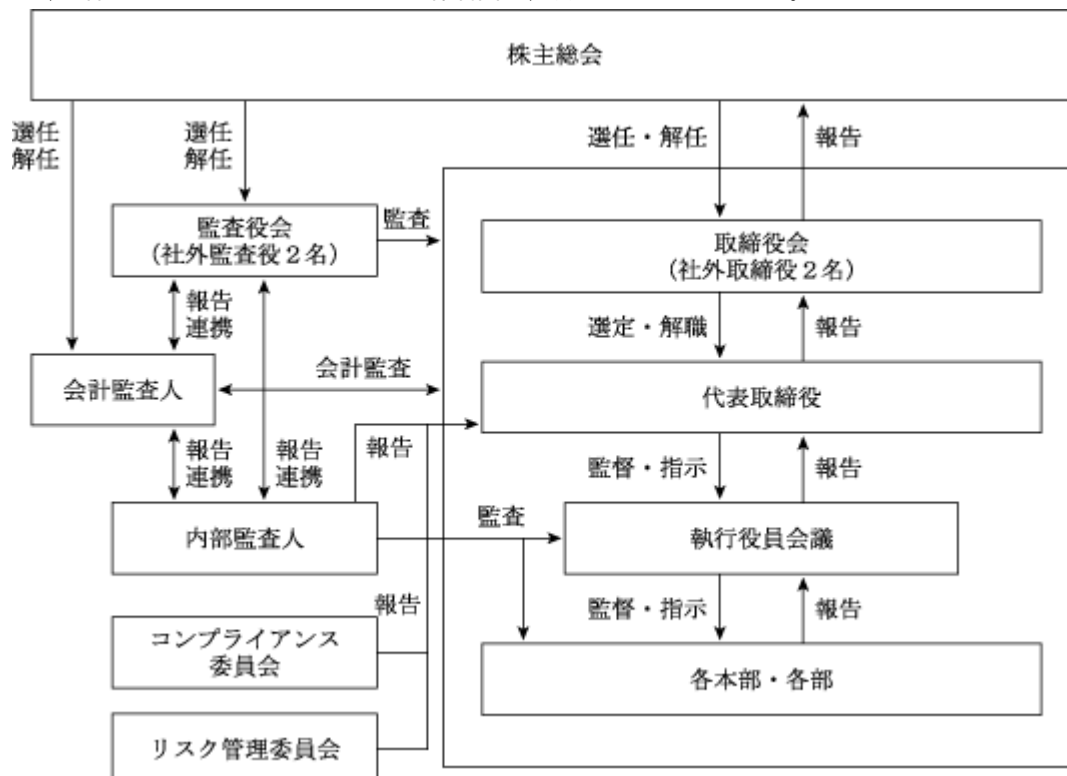 株主総会
選任
解任
選任
解任
選任・解任
報告
監査役会
(社外監査役2名)
監査
取締役会
(社外取締役2名)
報告
連携
選定・解職
報告
会計監査人
会計監査
代表取締役
報告
連携
報告
連携
報告
監督・指示
報告
内部監査人
監査
執行役員会議
報告
監督・指示
報告
コンプライアンス
委員会
各本部・各部
リスク管理委員会